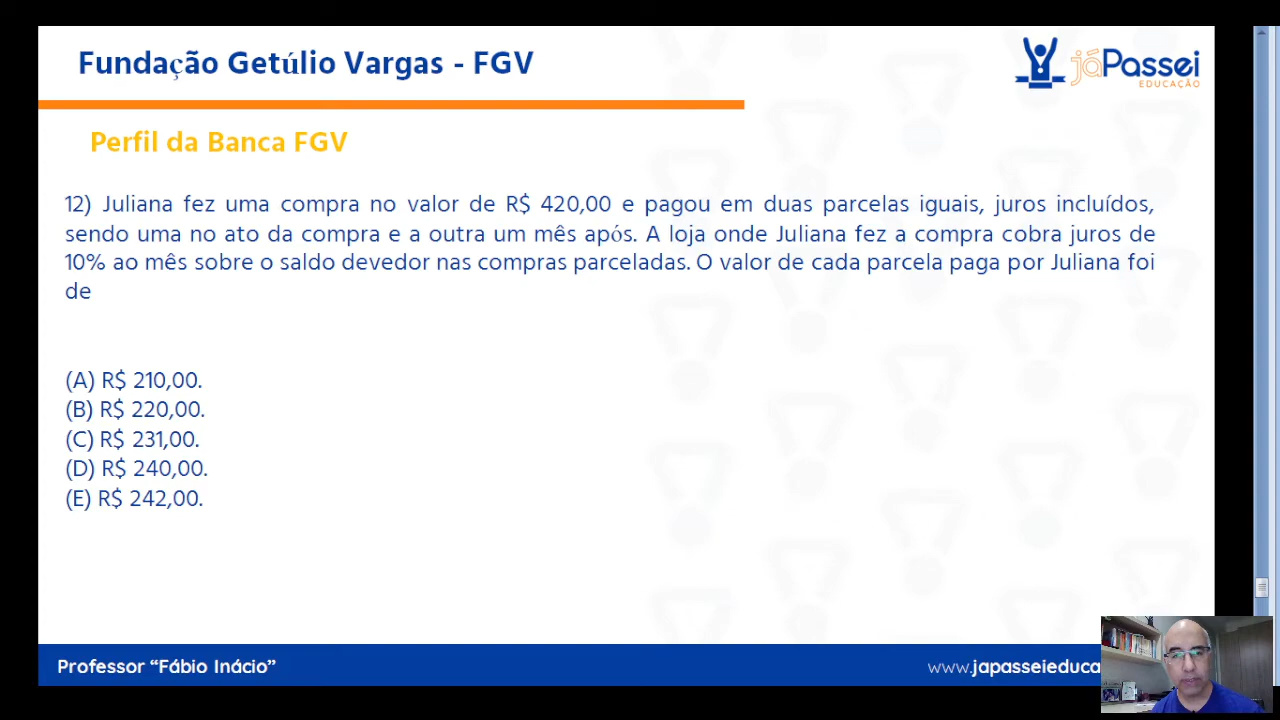 Fundação Getúlio Vargas - FGV
jáPassei
EDUCAÇÃO
Perfil da Banca FGV
12) Juliana fez uma compra no valor de R$ 420,00 e pagou em duas parcelas iguais, juros incluídos,
sendo uma no ato da compra e a outra um mês após. A loja onde Juliana fez a compra cobra juros de
10% ao mês sobre o saldo devedor nas compras parceladas. O valor de cada parcela paga por Juliana foi
de
(A) R$ 210,00.
(B) R$ 220,00.
(C) R$ 231,00.
(D) R$ 240,00.
(E) R$ 242,00.
Professor “Fábio Inácio”
www.japasseieduca